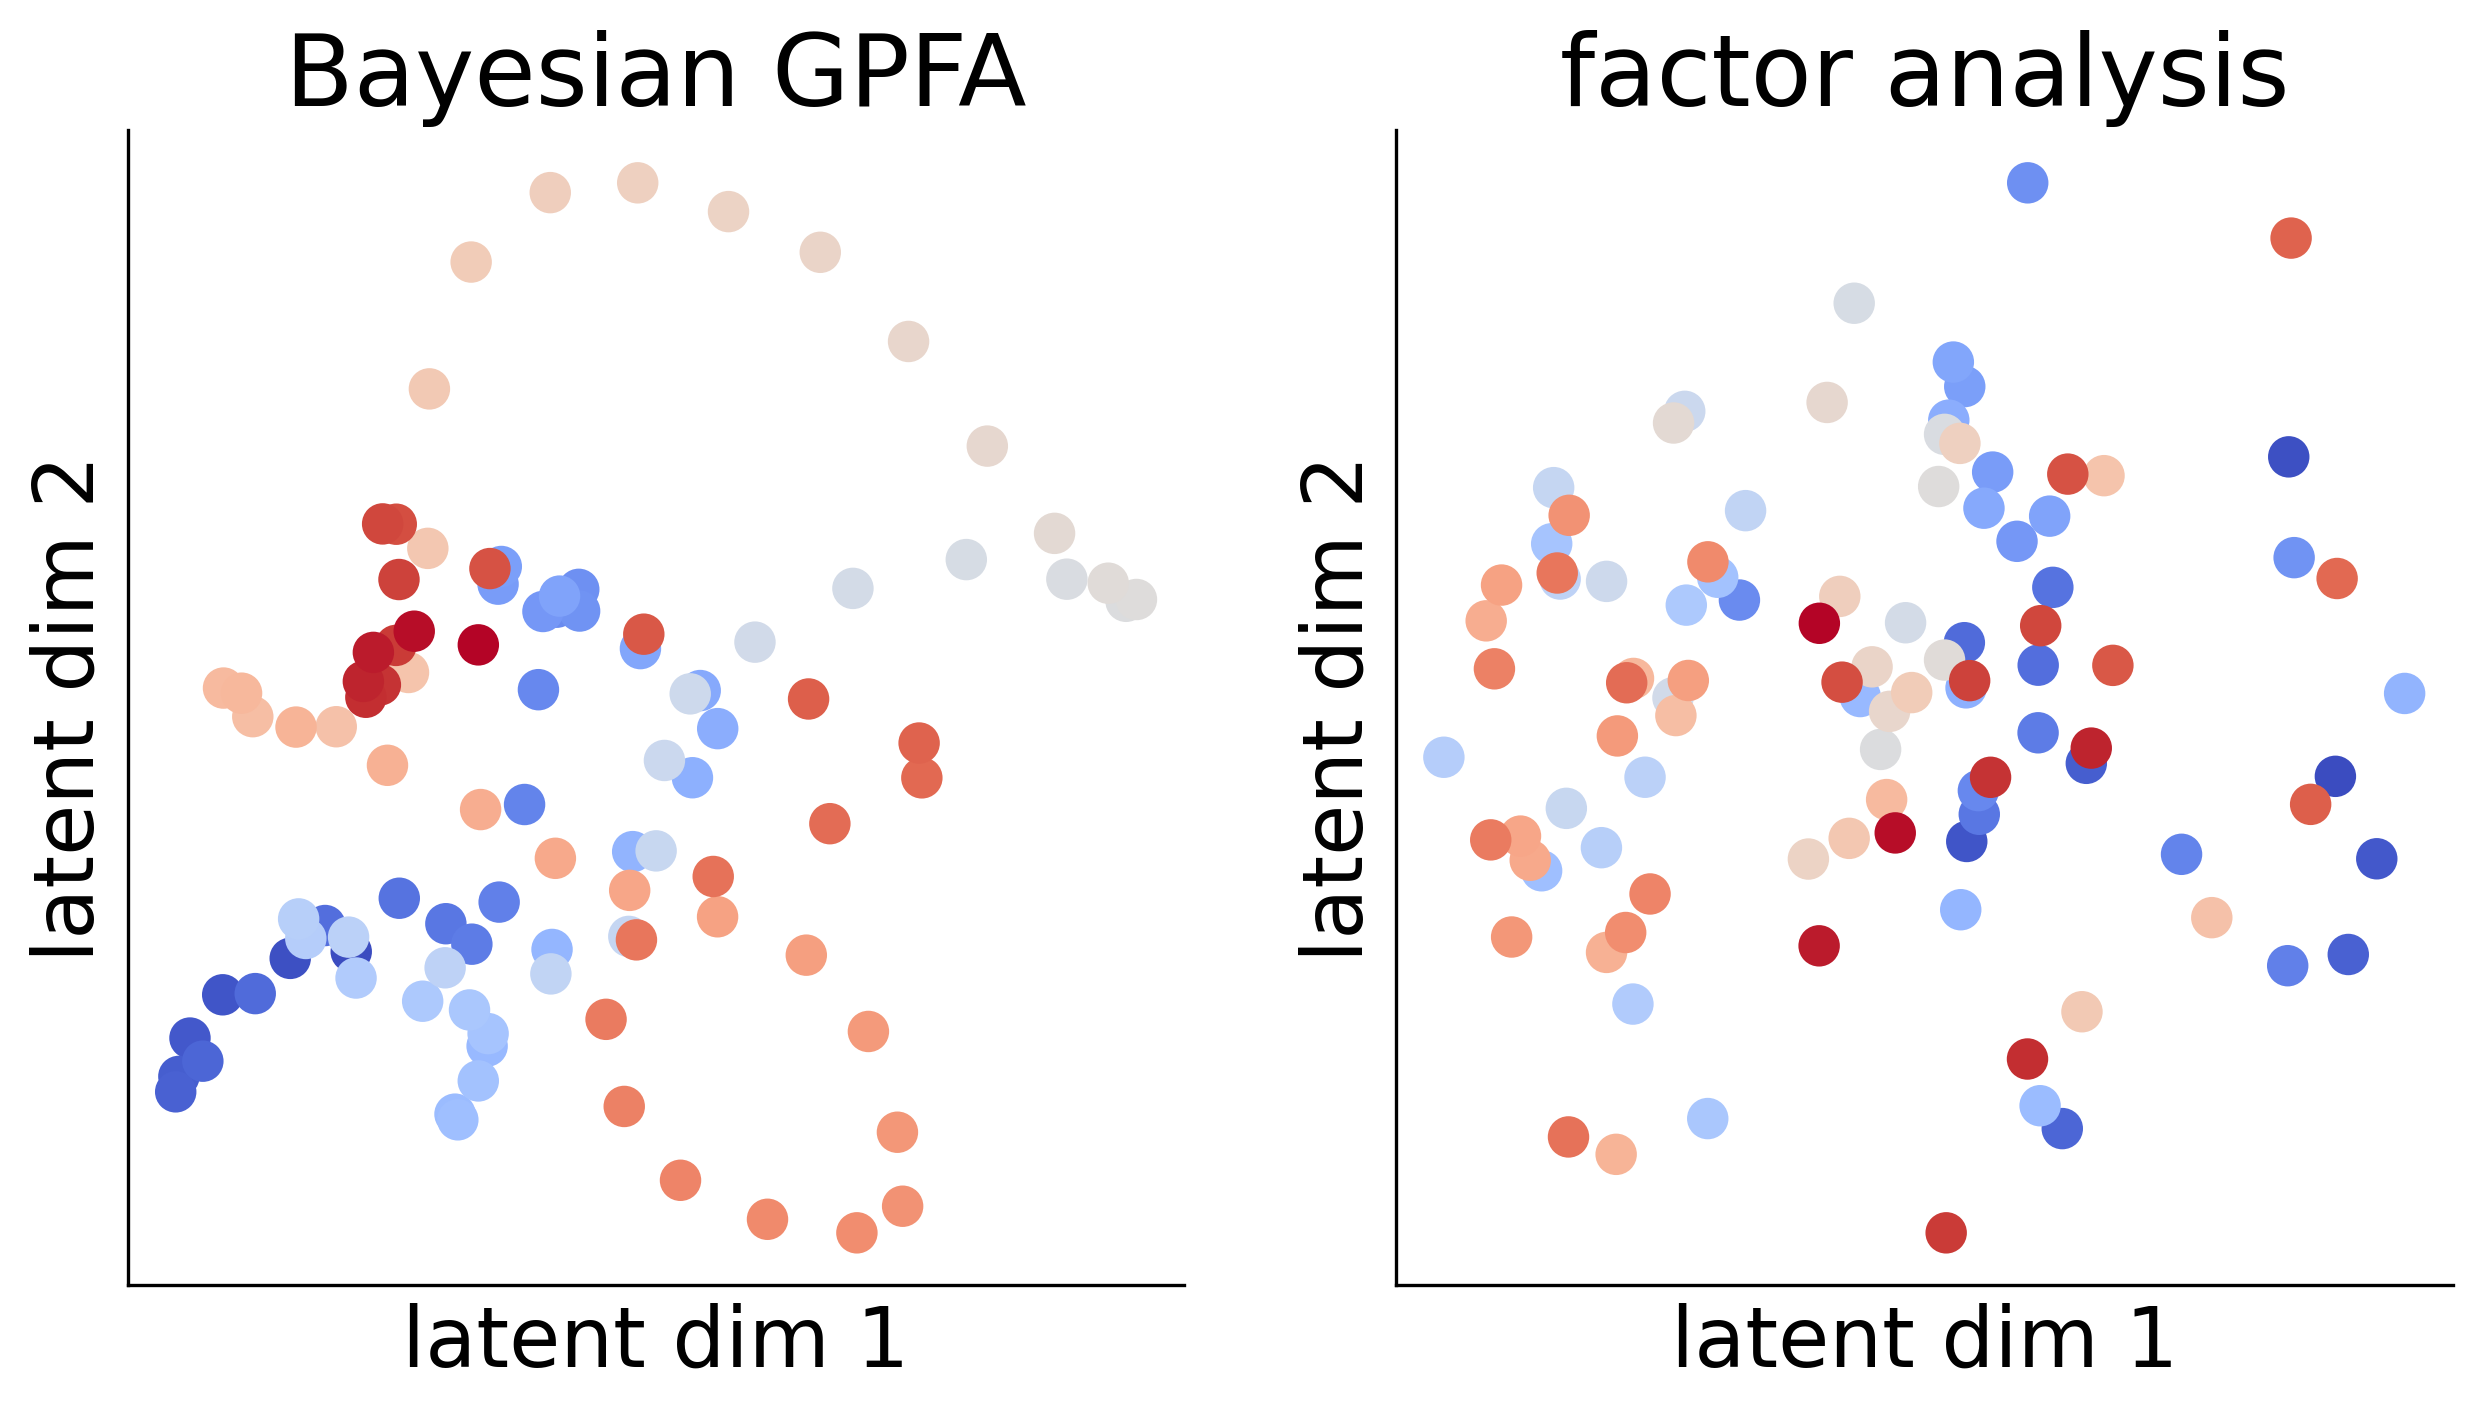 Bayesian GPFA
factor analysis
latent dim 2
latent dim 1
latent dim 2
latent dim 1